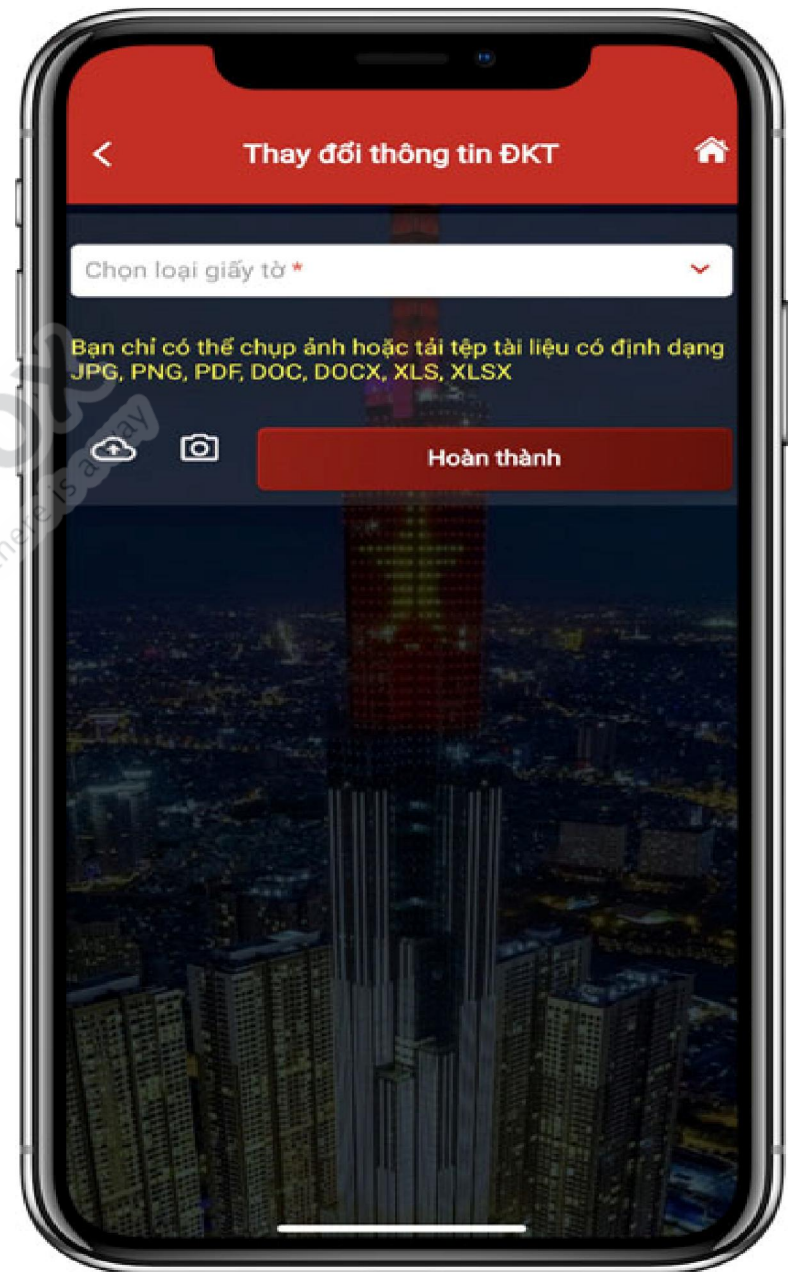 Thay đổi thông tin ĐKT
Chọn loại giấy tờ *
Bạn chỉ có thể chụp ảnh hoặc tải tệp tài liệu có định dạng
JPG, PNG, PDF, DOC, DOCX, XLS, XLSX
Hoàn thành